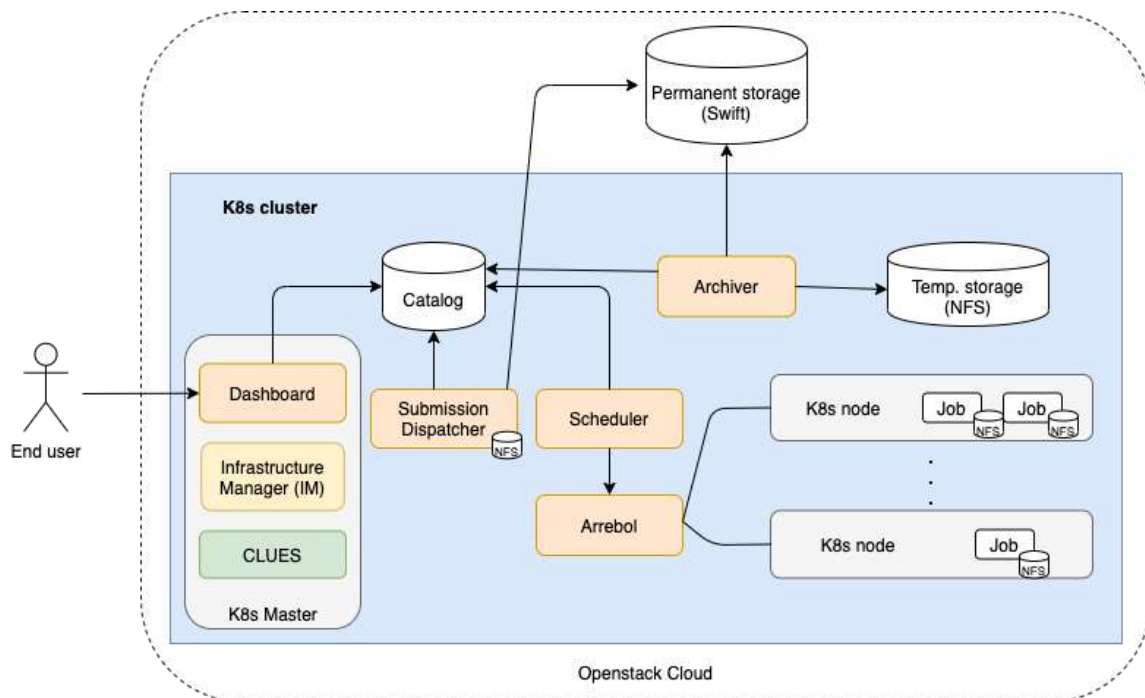 Permanent storage
(Swift)
K8s cluster
Catalog
Archiver
Temp. storage
(NFS)
Dashboard
Submission
Dispatcher
NFS
Scheduler
K8s node
Job
Job
NFS
NFS
End user
Infrastructure
Manager (IM)
Arrebol
CLUES
K8s node
Job
NFS
K8s Master
Openstack Cloud